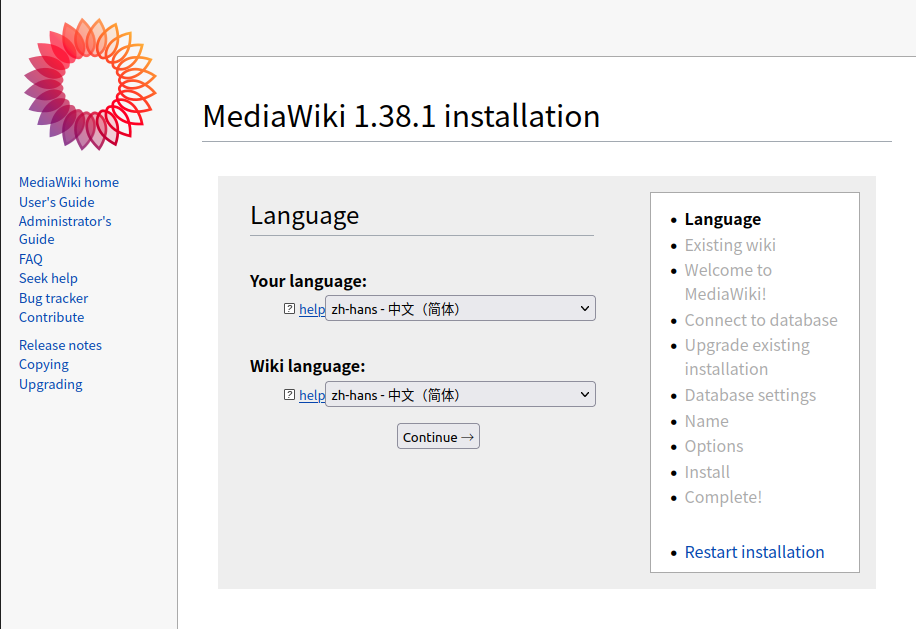 MediaWiki home
User's Guide
Administrator's
Guide
FAQ
Seek help
Bug tracker
Contribute
Release notes
Copying
Upgrading
MediaWiki 1.38.1 installation
Language
Your language:
? help zh-hans - 中文（简体）
Wiki language:
? help zh-hans - 中文（简体）
Continue →
• Language
• Existing wiki
• Welcome to
MediaWiki!
• Connect to database
• Upgrade existing
installation
• Database settings
• Name
• Options
• Install
• Complete!
• Restart installation